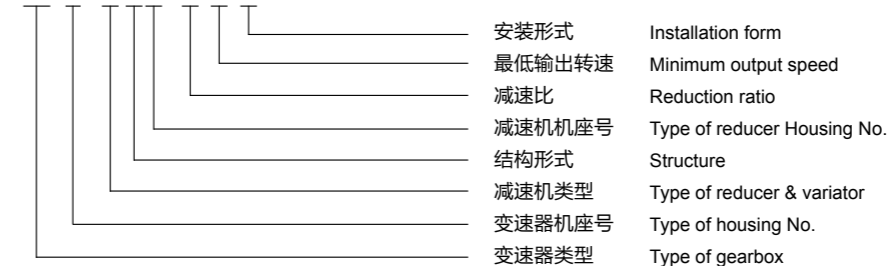 安装形式 Installation form
最低输出转速 Minimum output speed
减速比 Reduction ratio
减速机机座号 Type of reducer Housing No.
结构形式 Structure
减速机类型 Type of reducer & variator
变速器机座号 Type of housing No.
变速器类型 Type of gearbox